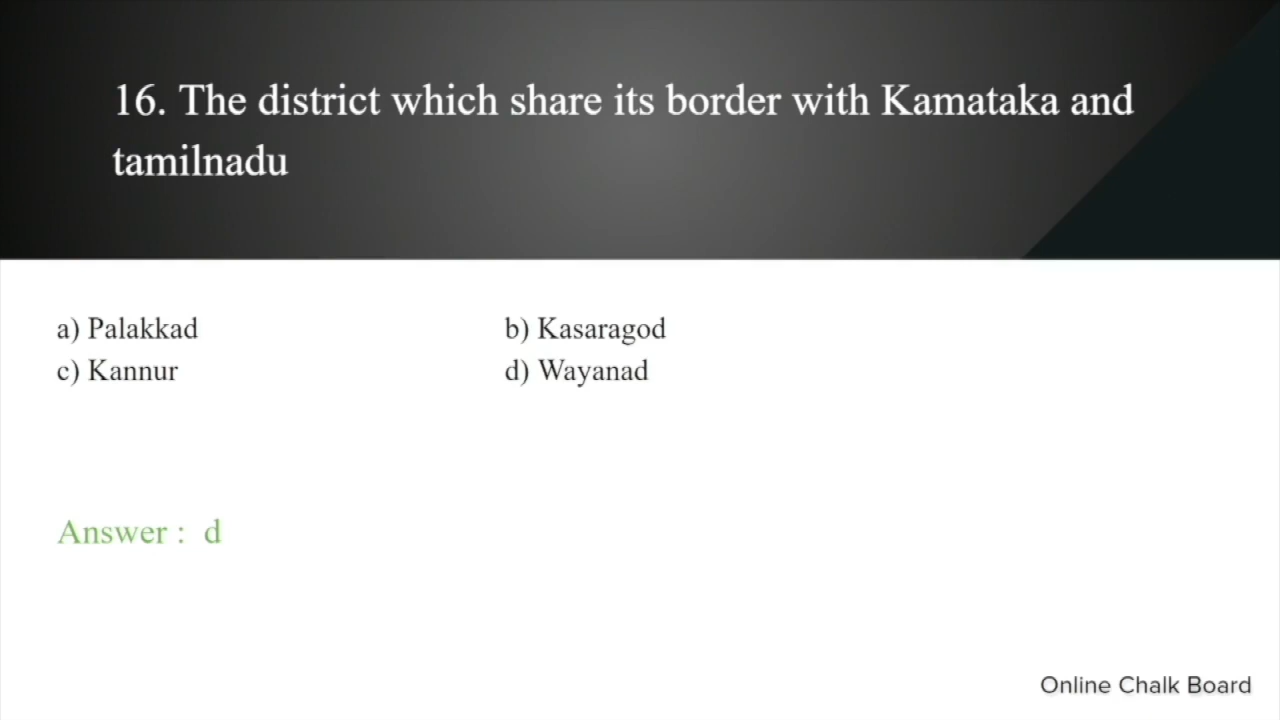 16. The district which share its border with Kamataka and
tamilnadu
a) Palakkad b) Kasaragod
c) Kannur d) Wayanad
Answer : d
Online Chalk Board